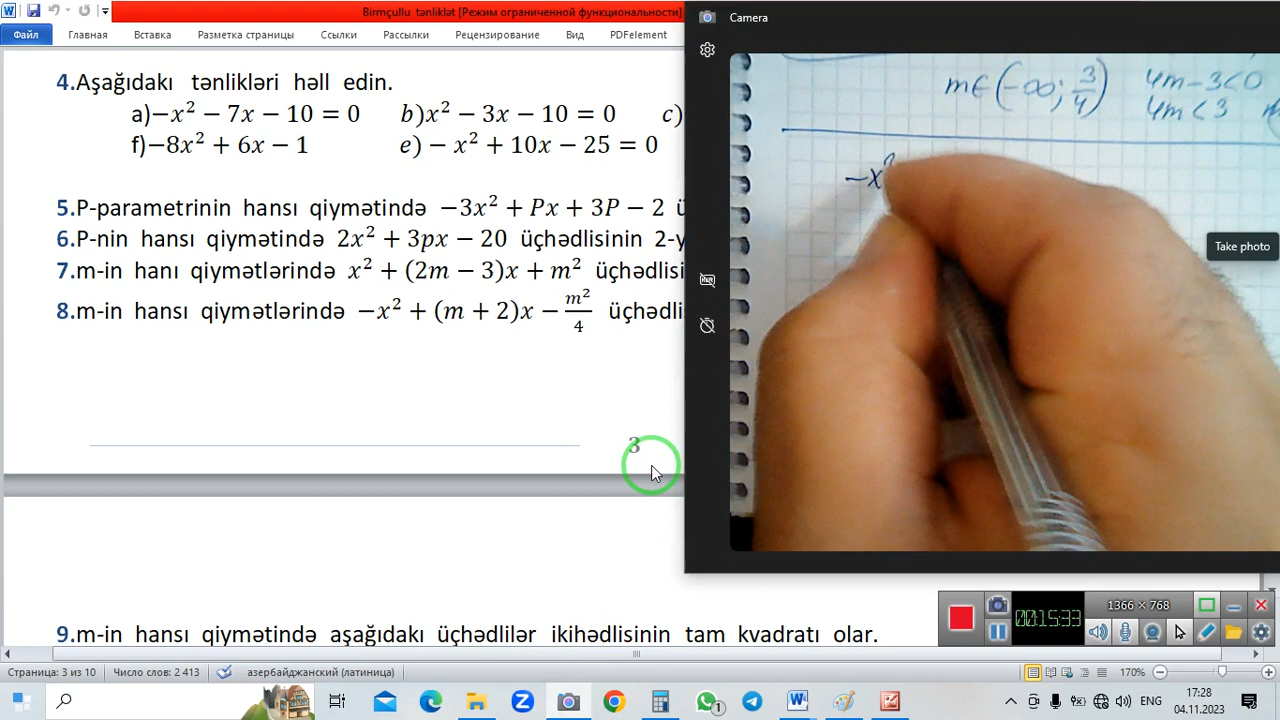 Birmçullu tənliklət [Режим ограниченной функциональности]
Файл Главная Вставка Разметка страницы Ссылки Рассылки Рецензирование Вид PDFelement
4.Aşağıdakı tənlikləri həll edin.
a)−x² − 7x − 10 = 0 b)x² − 3x − 10 = 0 c)
f)−8x² + 6x − 1 e) − x² + 10x − 25 = 0
5.P-parametrinin hansı qiymətində −3x² + Px + 3P − 2 ü
6.P-nin hansı qiymətində 2x² + 3px − 20 üçhədlisinin 2-y
7.m-in hanı qiymətlərində x² + (2m − 3)x + m² üçhədlis
8.m-in hansı qiymətlərində −x² + (m + 2)x − m²/4 üçhədli
3
9.m-in hansı qiymətində aşağıdakı üçhədlilər ikihədlisinin tam kvadratı olar.
Camera
m∈(−∞; 3/4) 4m−3<0
4m<3
−x²
Take photo
00:15:33
1366 × 768
Страница: 3 из 10 Число слов: 2 413 азербайджанский (латиница) 170%
1 ENG 17:28
04.11.2023